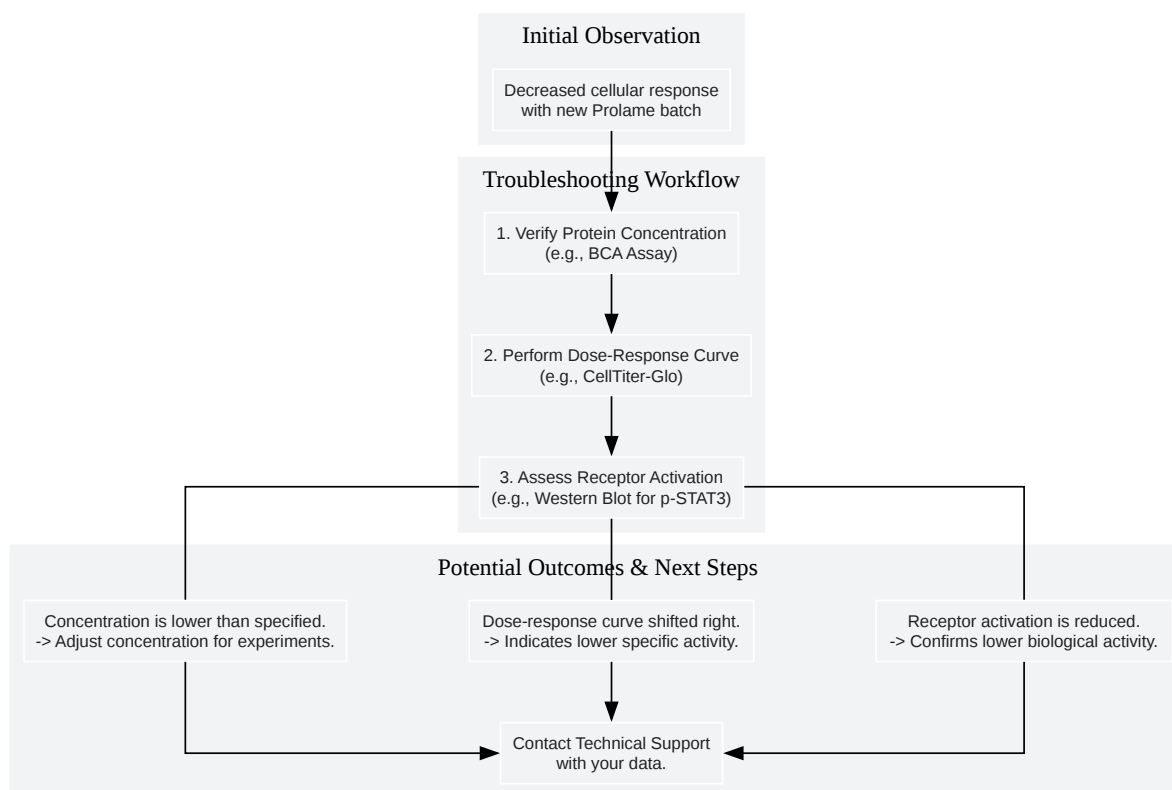 Initial Observation
Decreased cellular response
with new Prolame batch
Troubleshooting Workflow
1. Verify Protein Concentration
(e.g., BCA Assay)
2. Perform Dose-Response Curve
(e.g., CellTiter-Glo)
3. Assess Receptor Activation
(e.g., Western Blot for p-STAT3)
Potential Outcomes & Next Steps
Concentration is lower than specified.
-> Adjust concentration for experiments.
Dose-response curve shifted right.
-> Indicates lower specific activity.
Receptor activation is reduced.
-> Confirms lower biological activity.
Contact Technical Support
with your data.